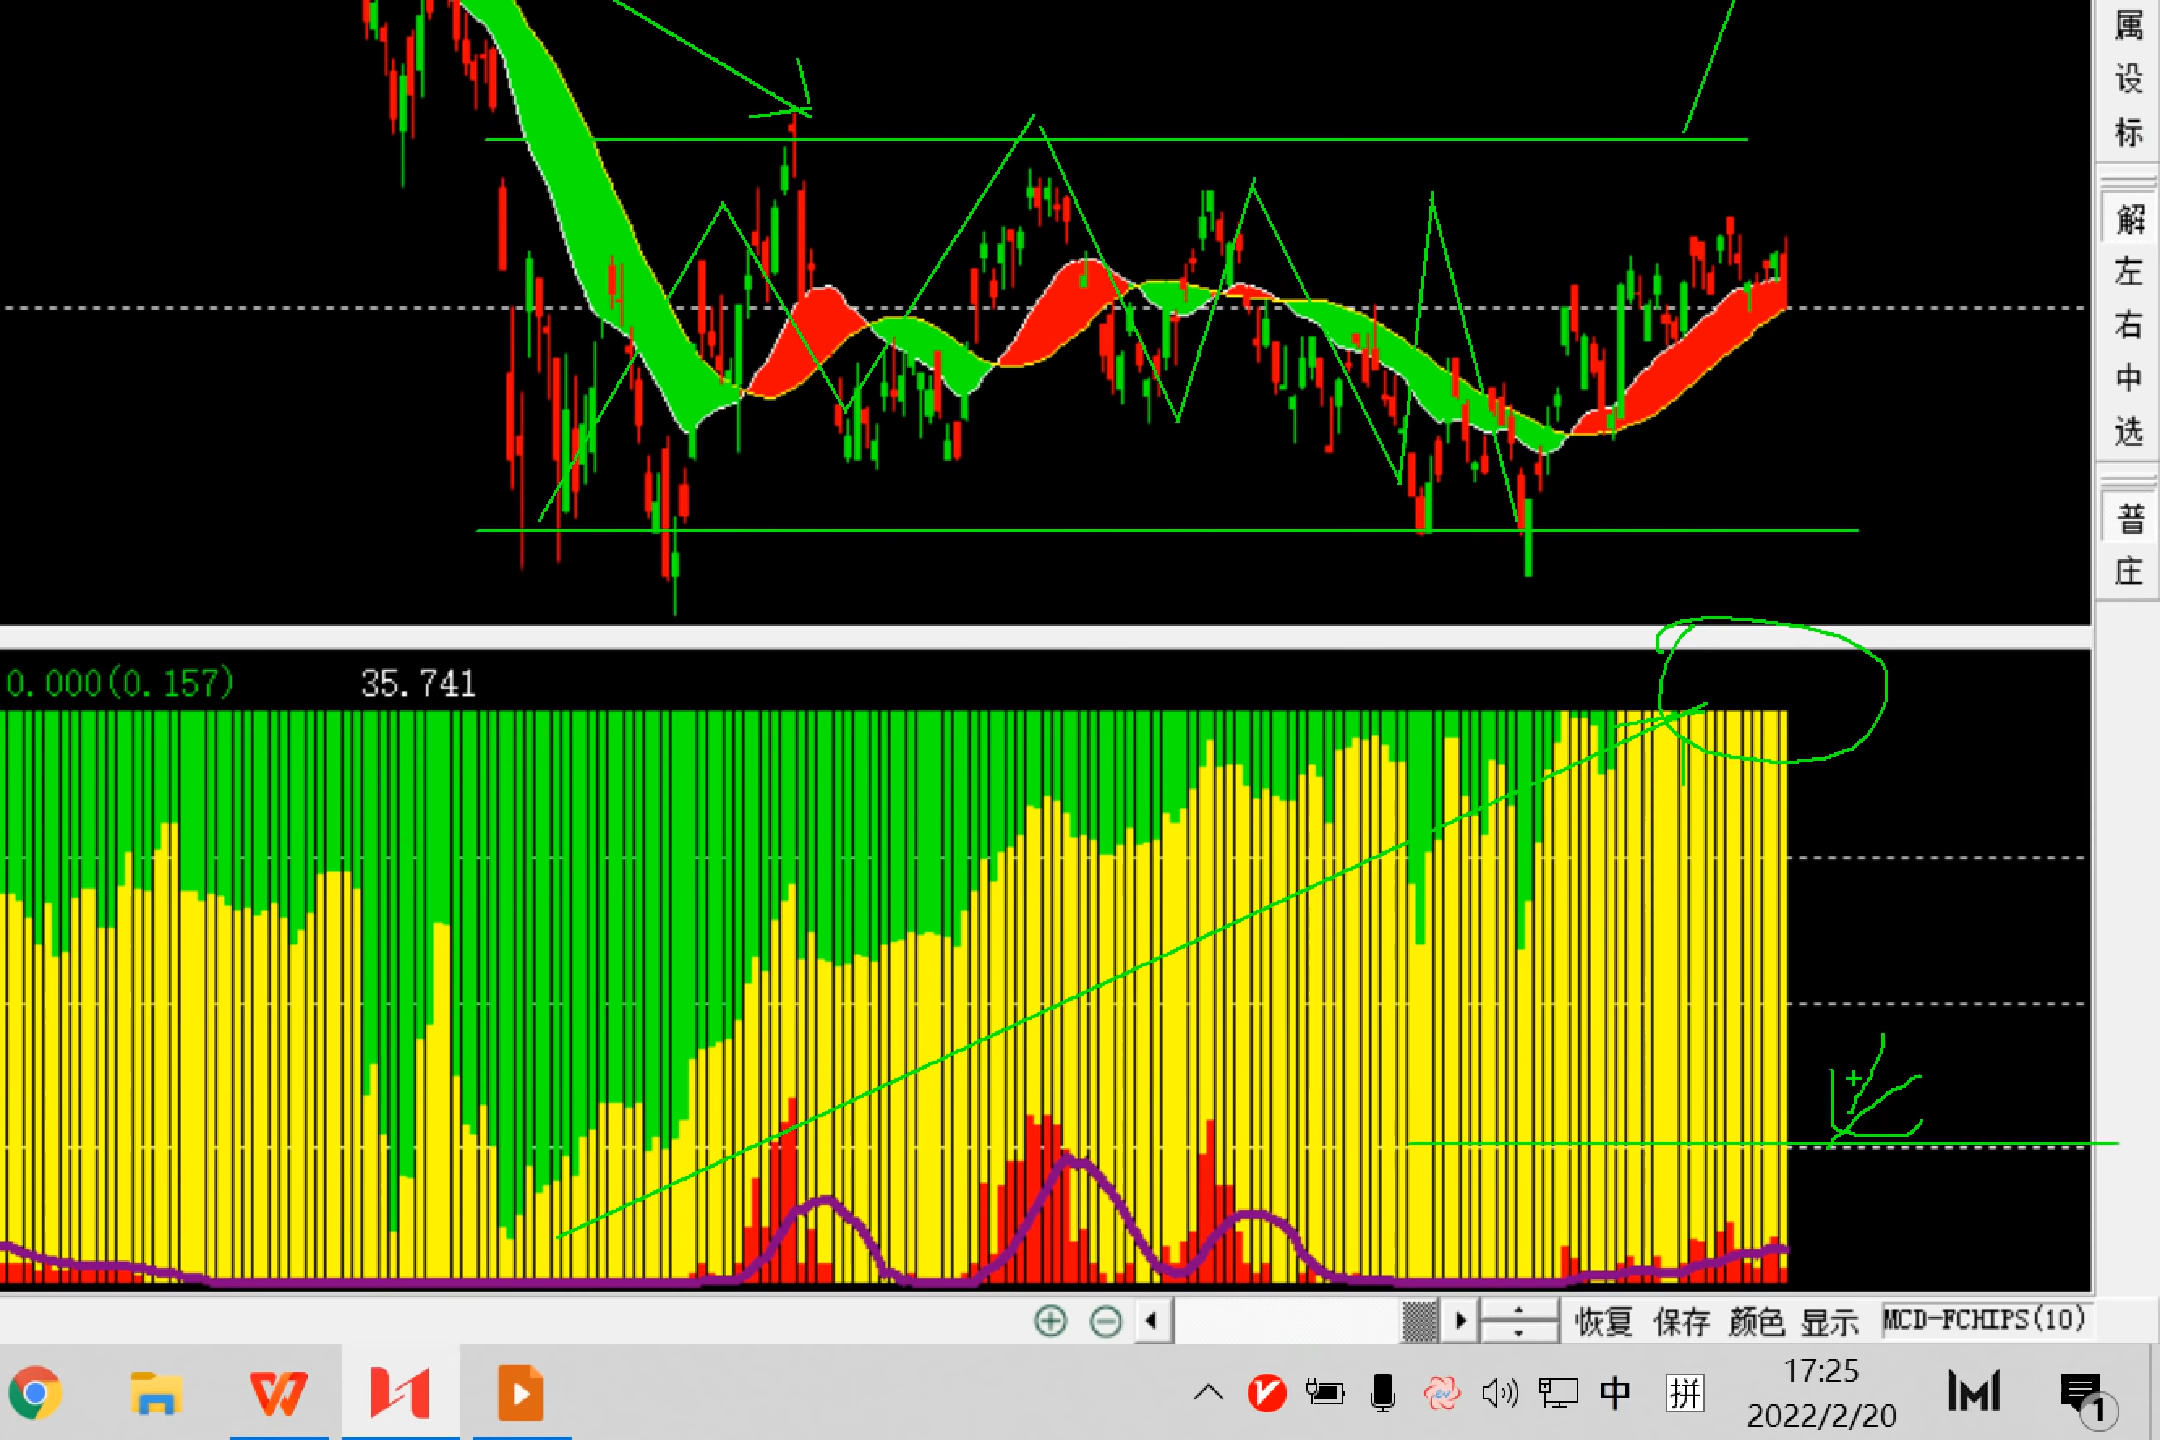 属
设
标
解
左
右
中
选
普
庄
0.000(0.157) 35.741
恢复 保存 颜色 显示 MCD-FCHIPS(10)
中 拼 17:25
2022/2/20
1